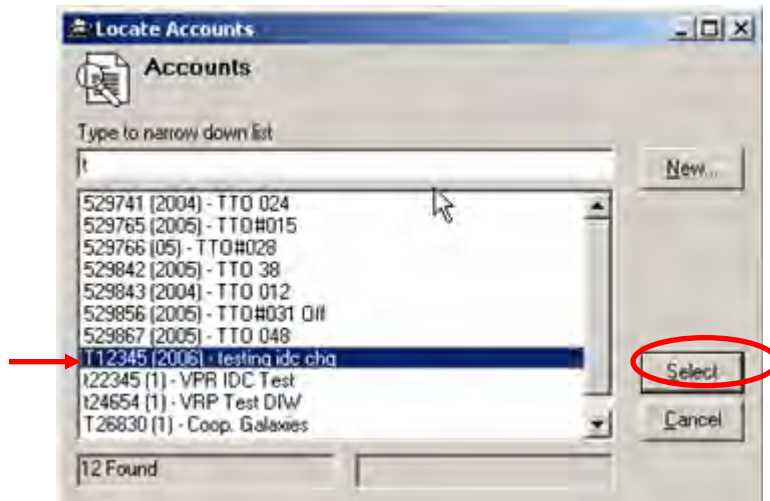 Locate Accounts
Accounts
Type to narrow down list
t
New...
529741 (2004) - TTO 024
529765 (2005) - TTO#015
529766 (05) - TTO#028
529842 (2005) - TTO 38
529843 (2004) - TTO 012
529856 (2005) - TTO#031 Off
529867 (2005) - TTO 048
T12345 (2006) - testing idc chg
t22345 (1) - VPR IDC Test
t24654 (1) - VRP Test DIW
T26830 (1) - Coop. Galaxies
Select
Cancel
12 Found